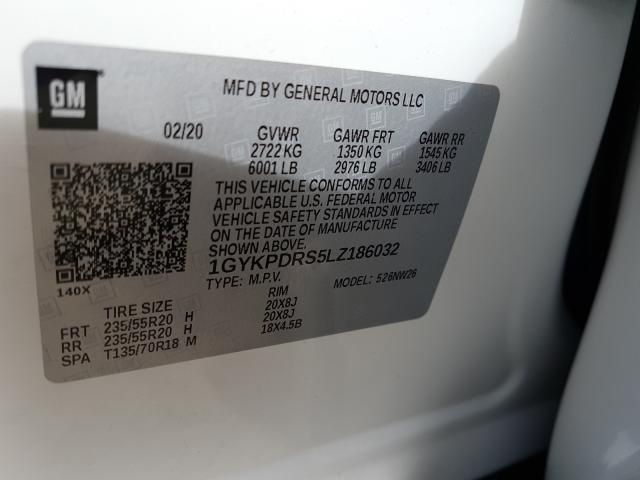 GM
MFD BY GENERAL MOTORS LLC
02/20 GVWR GAWR FRT GAWR RR
2722 KG 1350 KG 1545 KG
6001 LB 2976 LB 3406 LB
THIS VEHICLE CONFORMS TO ALL
APPLICABLE U.S. FEDERAL MOTOR
VEHICLE SAFETY STANDARDS IN EFFECT
ON THE DATE OF MANUFACTURE
SHOWN ABOVE.
1GYKPDRS5LZ186032
TYPE: M.P.V. MODEL: 526NW26
140X
TIRE SIZE RIM
FRT 235/55R20 H 20X8J
RR 235/55R20 H 20X8J
SPA T135/70R18 M 18X4.5B